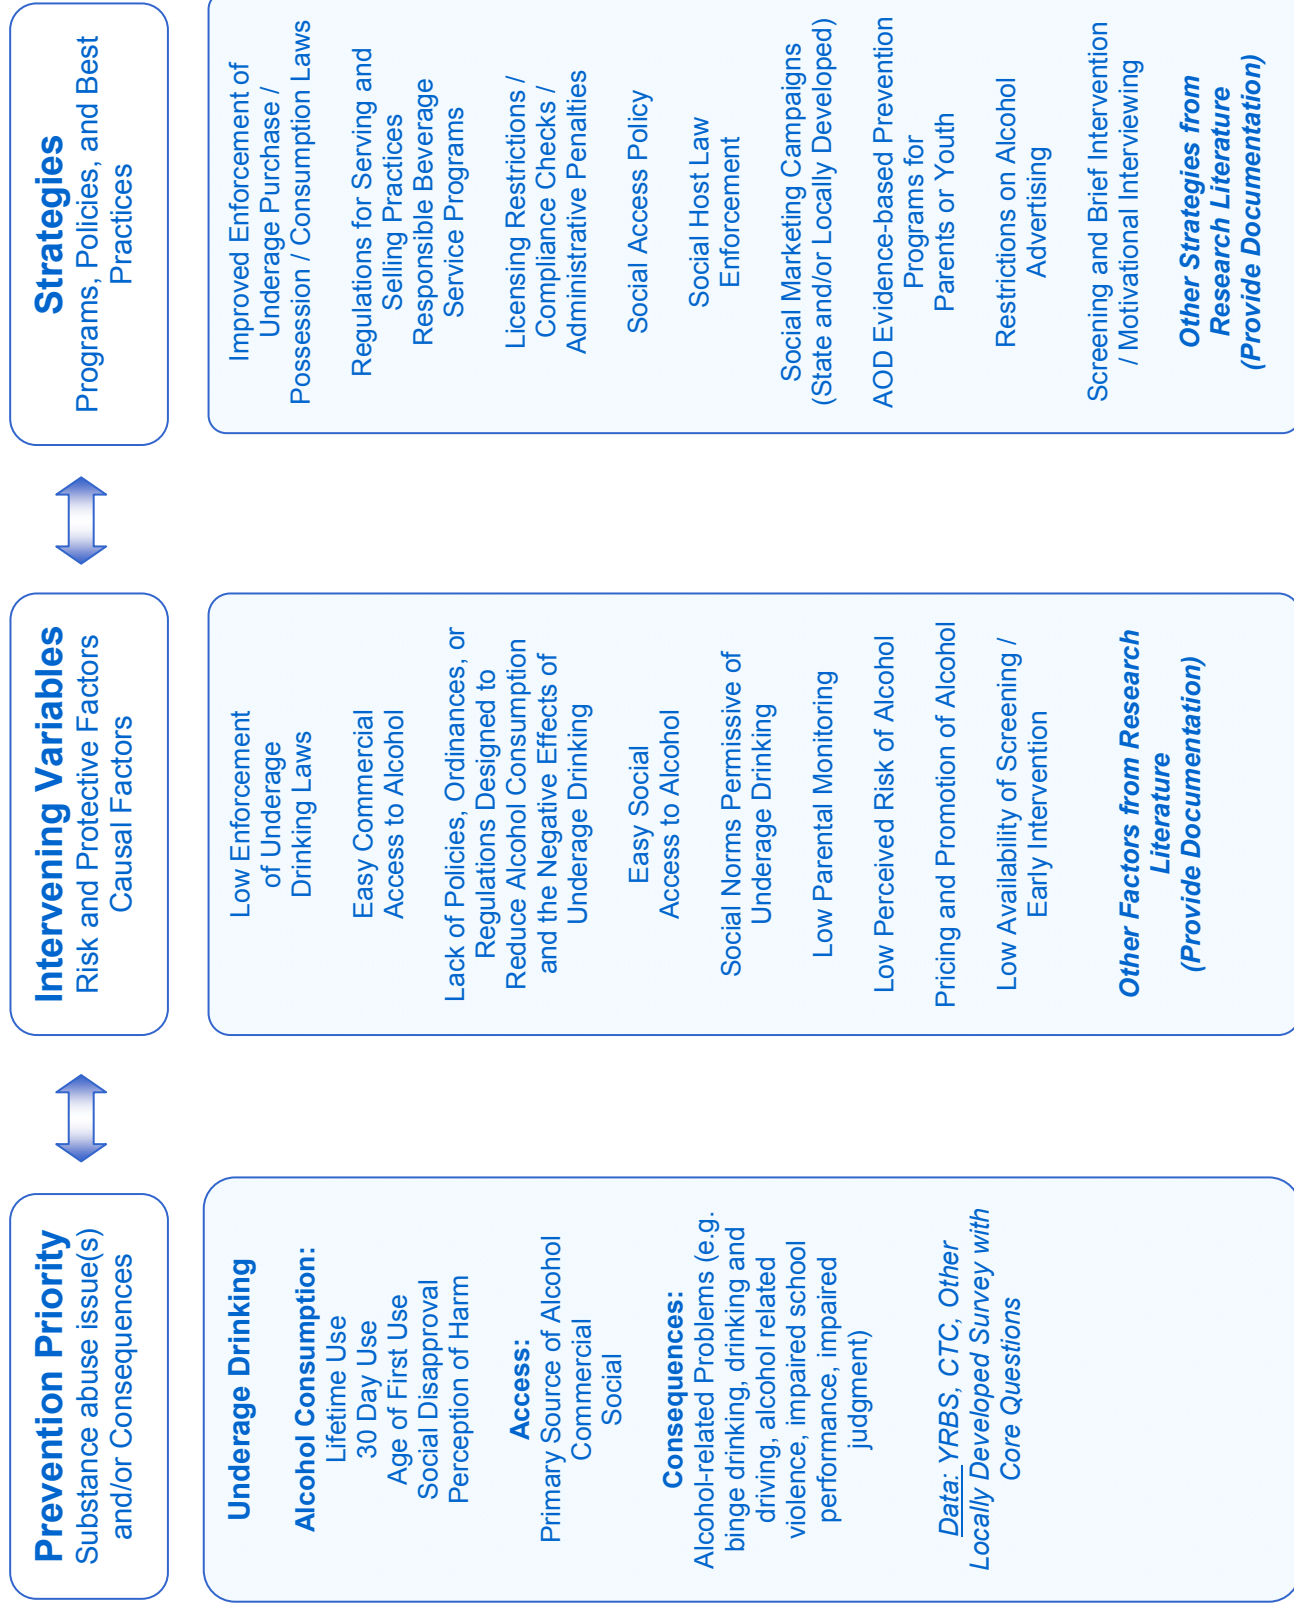 Prevention Priority
Substance abuse issue(s)
and/or Consequences
Underage Drinking
Alcohol Consumption:
Lifetime Use
30 Day Use
Age of First Use
Social Disapproval
Perception of Harm
Access:
Primary Source of Alcohol
Commercial
Social
Consequences:
Alcohol-related Problems (e.g.
binge drinking, drinking and
driving, alcohol related
violence, impaired school
performance, impaired
judgment)
Data: YRBS, CTC, Other
Locally Developed Survey with
Core Questions
Intervening Variables
Risk and Protective Factors
Causal Factors
Low Enforcement
of Underage
Drinking Laws
Easy Commercial
Access to Alcohol
Lack of Policies, Ordinances, or
Regulations Designed to
Reduce Alcohol Consumption
and the Negative Effects of
Underage Drinking
Easy Social
Access to Alcohol
Social Norms Permissive of
Underage Drinking
Low Parental Monitoring
Low Perceived Risk of Alcohol
Pricing and Promotion of Alcohol
Low Availability of Screening /
Early Intervention
Other Factors from Research
Literature
(Provide Documentation)
Strategies
Programs, Policies, and Best
Practices
Improved Enforcement of
Underage Purchase /
Possession / Consumption Laws
Regulations for Serving and
Selling Practices
Responsible Beverage
Service Programs
Licensing Restrictions /
Compliance Checks /
Administrative Penalties
Social Access Policy
Social Host Law
Enforcement
Social Marketing Campaigns
(State and/or Locally Developed)
AOD Evidence-based Prevention
Programs for
Parents or Youth
Restrictions on Alcohol
Advertising
Screening and Brief Intervention
/ Motivational Interviewing
Other Strategies from
Research Literature
(Provide Documentation)